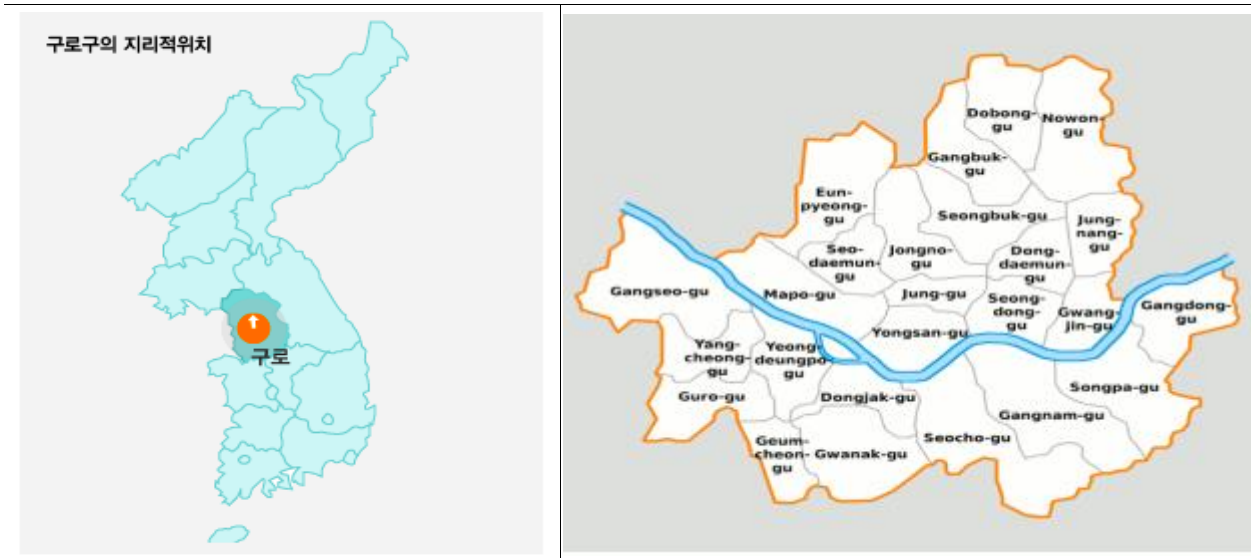 구로구의 지리적위치
구로
Dobong-
gu
Nowon-
gu
Gangbuk-
gu
Eun-
pyeong-
gu
Seongbuk-gu
Jung-
nang-
gu
Seo-
daemun-
gu
Jongno-
gu
Dong-
daemun-
gu
Gangseo-gu
Mapo-gu
Jung-gu
Seong-
dong-
gu
Gwang-
jin-gu
Gangdong-
gu
Yongsan-gu
Yang-
cheong-
gu
Yeong-
deungpo-
gu
Songpa-gu
Guro-gu
Dongjak-gu
Gangnam-gu
Seocho-gu
Geum-
cheon-
gu
Gwanak-gu